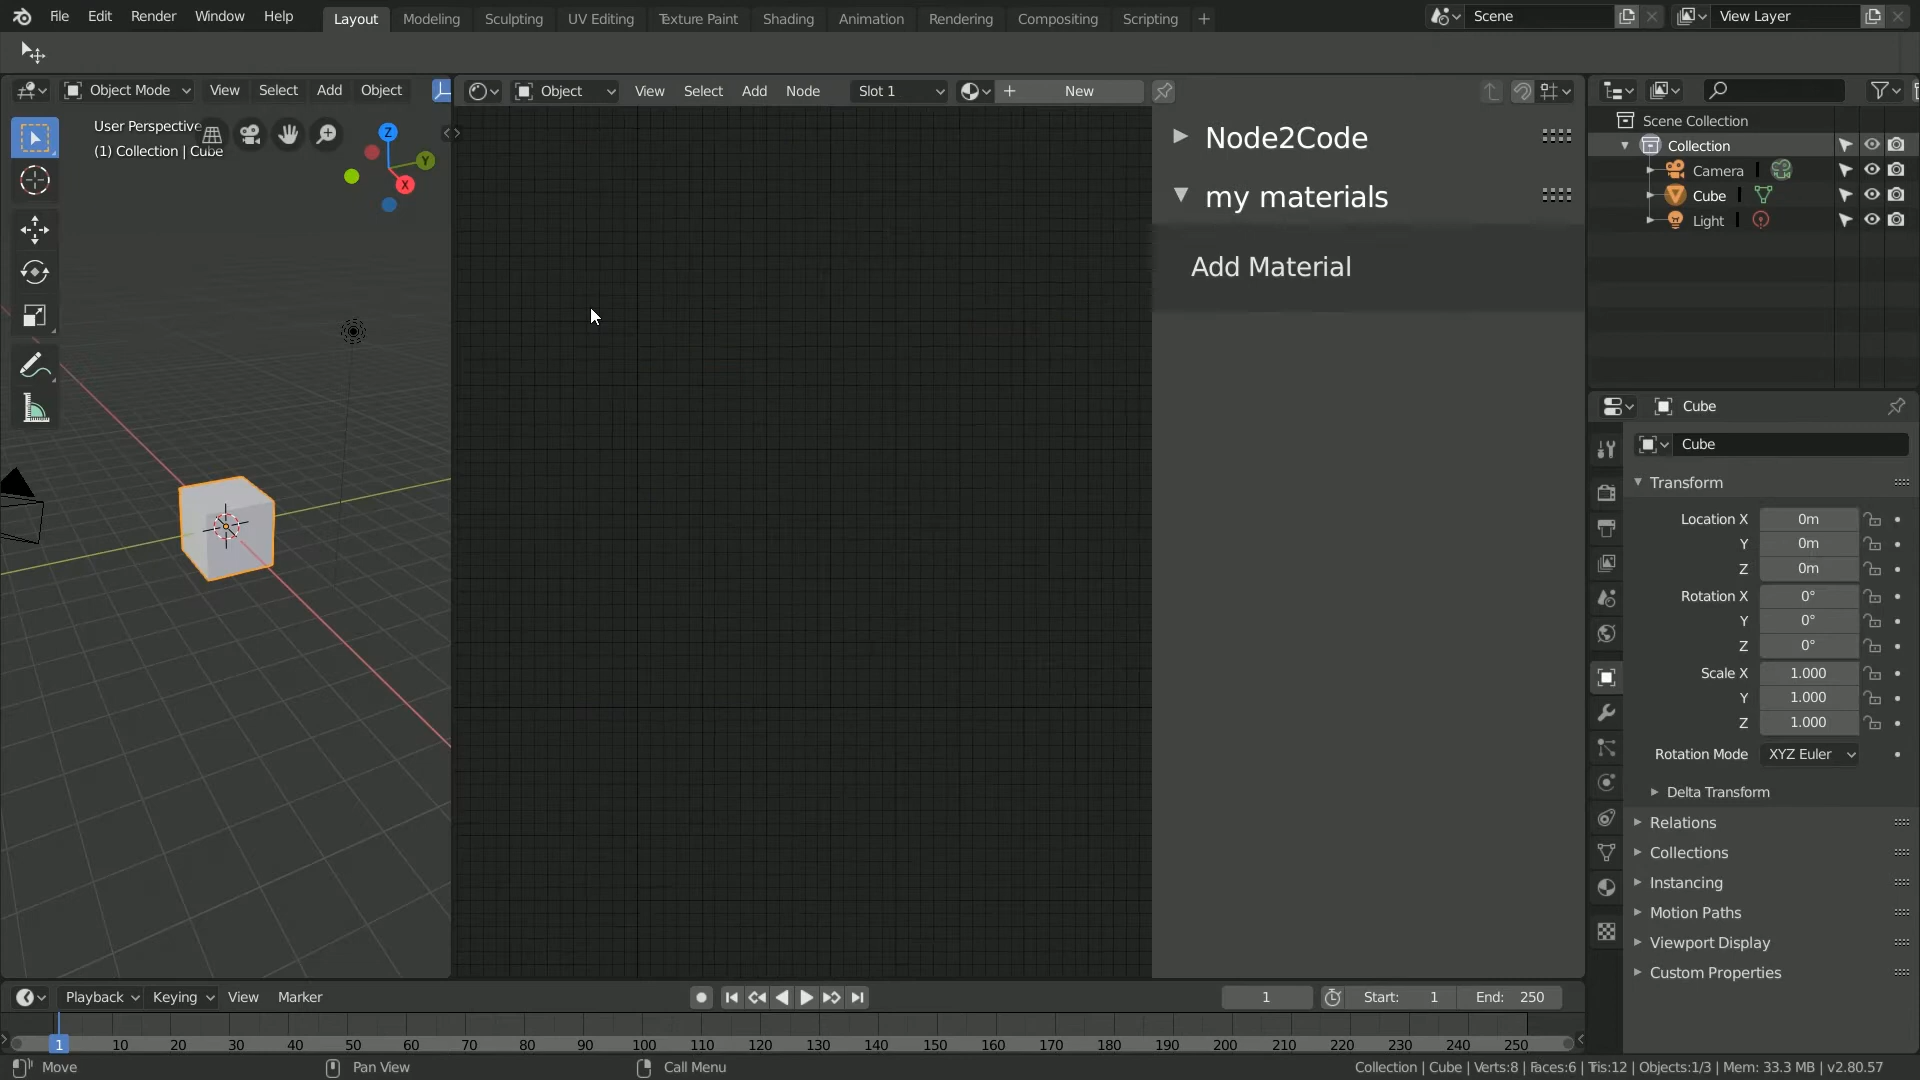 File Edit Render Window Help Layout Modeling Sculpting UV Editing Texture Paint Shading Animation Rendering Compositing Scripting + Scene View Layer
Object Mode View Select Add Object
Object View Select Add Node Slot 1 + New
User Perspective
(1) Collection | Cube
Z
Y
X
Node2Code
my materials
Add Material
Scene Collection
Collection
Camera
Cube
Light
Cube
Cube
Transform
Location X 0m
Y 0m
Z 0m
Rotation X 0°
Y 0°
Z 0°
Scale X 1.000
Y 1.000
Z 1.000
Rotation Mode XYZ Euler
Delta Transform
Relations
Collections
Instancing
Motion Paths
Viewport Display
Custom Properties
Playback Keying View Marker 1 Start: 1 End: 250
1 10 20 30 40 50 60 70 80 90 100 110 120 130 140 150 160 170 180 190 200 210 220 230 240 250
Move Pan View Call Menu Collection | Cube | Verts:8 | Faces:6 | Tris:12 | Objects:1/3 | Mem: 33.3 MB | v2.80.57